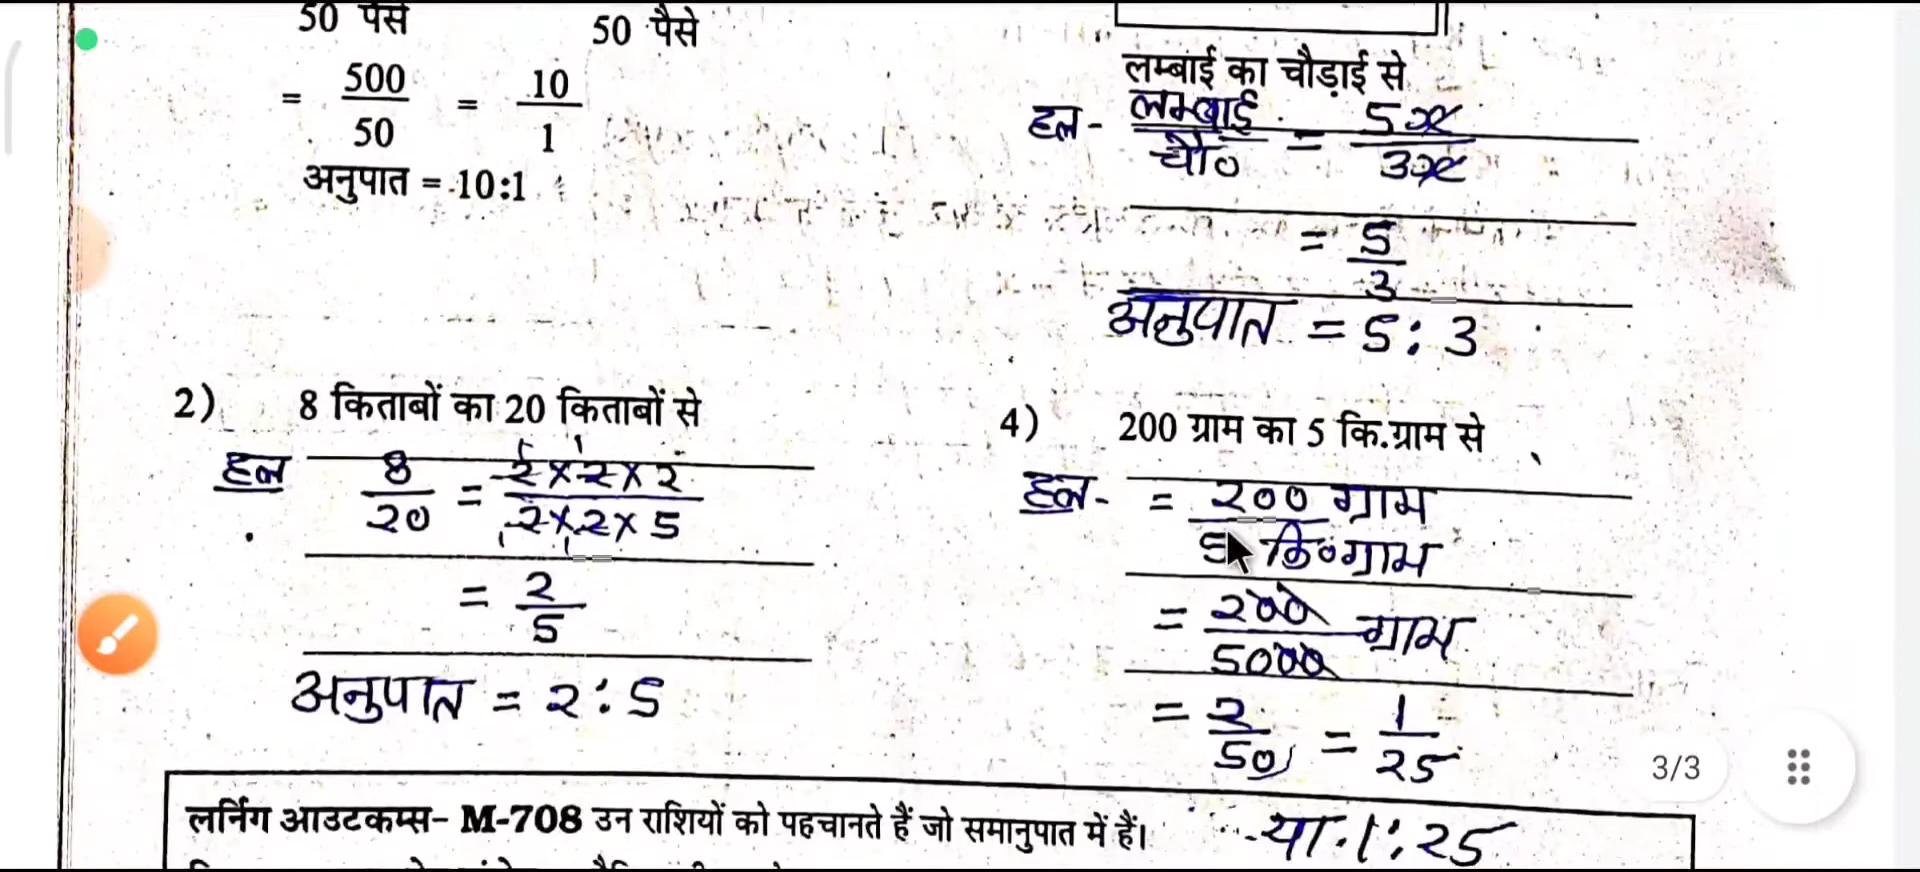 50 पैसे 50 पैसे
= 500/50 = 10/1
अनुपात = 10:1
लम्बाई का चौड़ाई से
हल- लम्बाई/चौ० = 5x/3x
= 5/3
अनुपात = 5:3
2) 8 किताबों का 20 किताबों से
हल 8/20 = 2×2×2/2×2×5
= 2/5
अनुपात = 2:5
4) 200 ग्राम का 5 कि.ग्राम से
हल- = 200 ग्राम/5 कि०ग्राम
= 200/5000 ग्राम
= 2/50 = 1/25
या 1:25
लर्निंग आउटकम्स- M-708 उन राशियों को पहचानते हैं जो समानुपात में हैं।
3/3